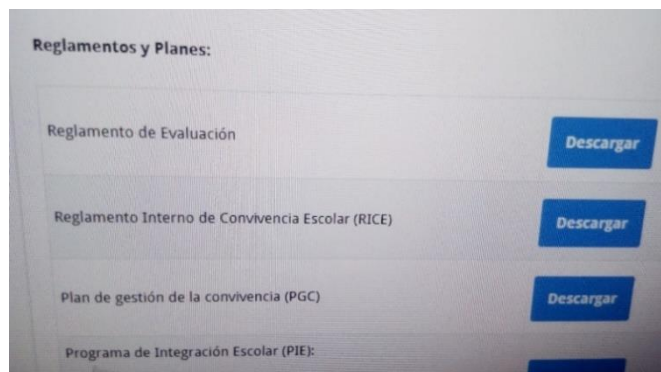 Reglamentos y Planes:
Reglamento de Evaluación
Descargar
Reglamento Interno de Convivencia Escolar (RICE)
Descargar
Plan de gestión de la convivencia (PGC)
Descargar
Programa de Integración Escolar (PIE):